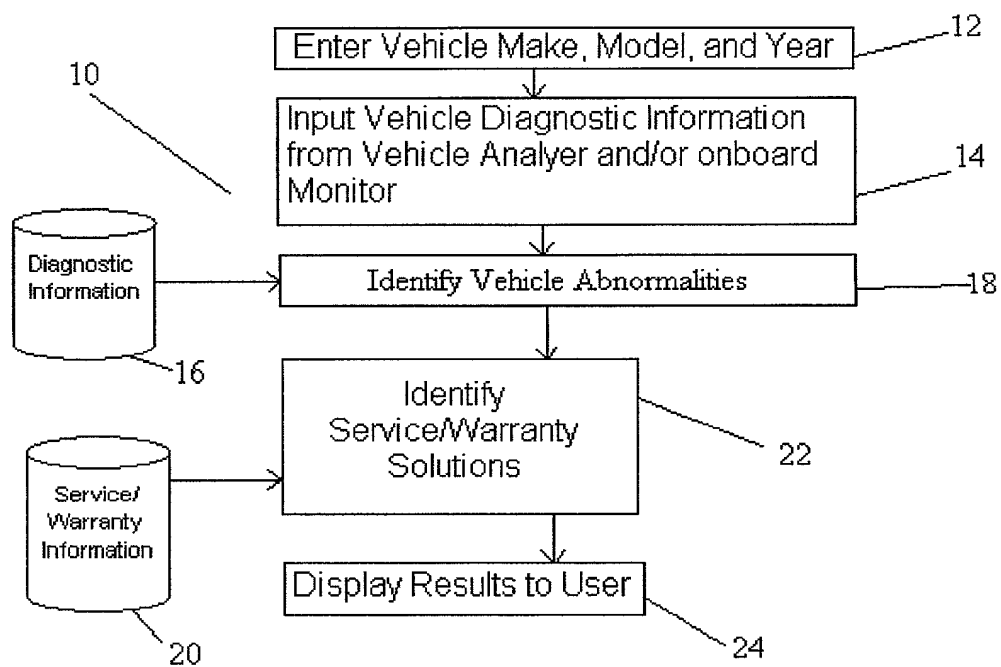 Enter Vehicle Make, Model, and Year
12
10
Input Vehicle Diagnostic Information
from Vehicle Analyer and/or onboard
Monitor
14
Diagnostic
Information
16
Identify Vehicle Abnormalities
18
Identify
Service/Warranty
Solutions
22
Service/
Warranty
Information
20
Display Results to User
24